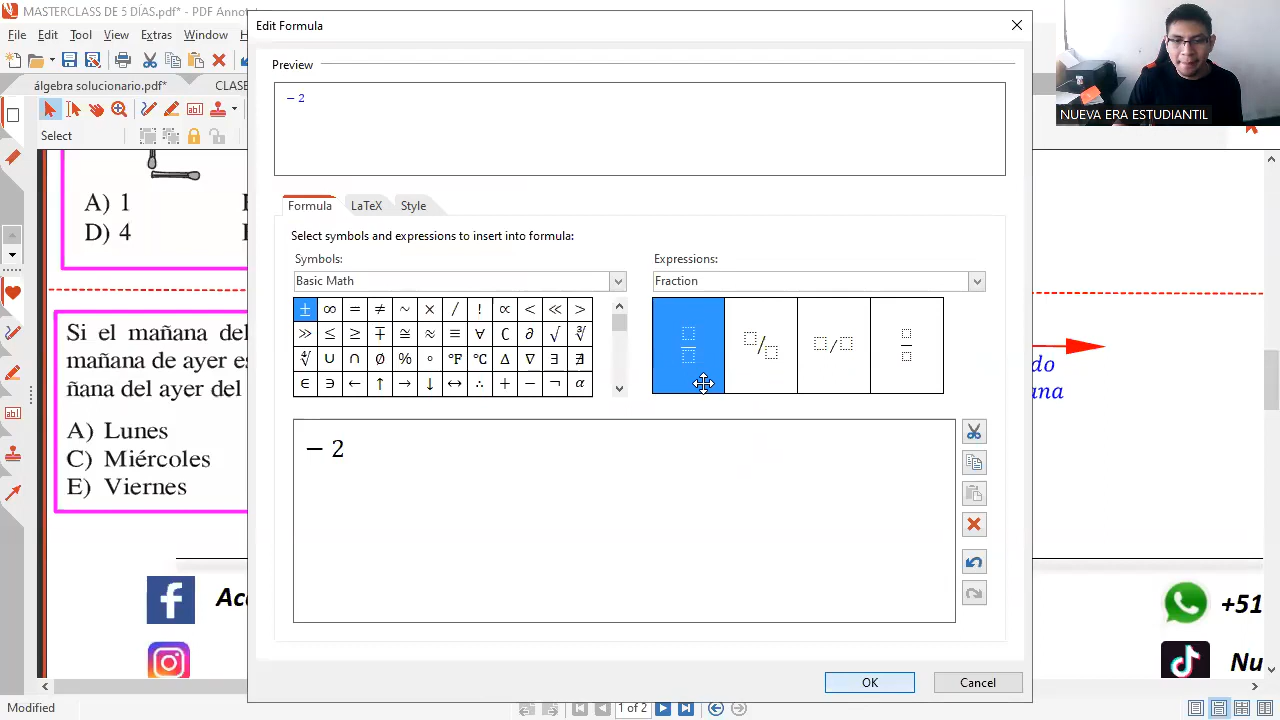 MASTERCLASS DE 5 DÍAS.pdf* - PDF Annot
File Edit Tool View Extras Window
álgebra solucionario.pdf* CLASE
Select
A) 1
D) 4
Si el mañana del
mañana de ayer es
ñana del ayer del
A) Lunes
C) Miércoles
E) Viernes
Edit Formula
Preview
− 2
Formula LaTeX Style
Select symbols and expressions to insert into formula:
Symbols: Expressions:
Basic Math Fraction
± ∞ = ≠ ~ × / ! ∝ < ≪ >
≫ ≤ ≥ ∓ ≅ ≈ ≡ ∀ ∁ ∂ √ ∛
∜ ∪ ∩ ∅ % ° °F °C ∆ ∇ ∃ ∄
∈ ∋ ← ↑ → ↓ ↔ ∴ + − ¬ α
− 2
OK Cancel
NUEVA ERA ESTUDIANTIL
do
ana
+51
Nu
Modified
1 of 2